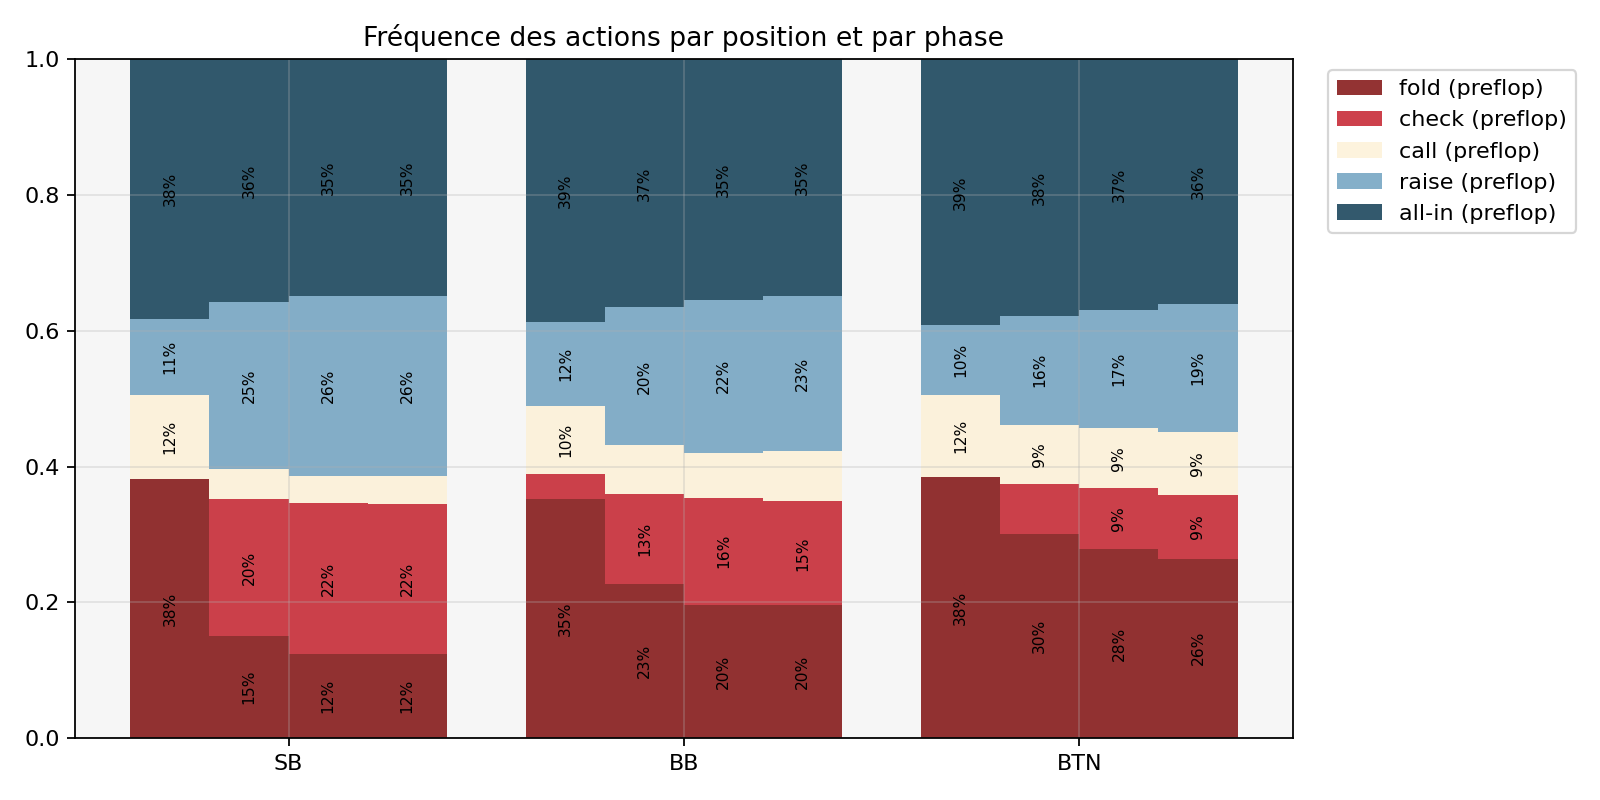 Fréquence des actions par position et par phase
1.0
0.8
0.6
0.4
0.2
0.0
38% 36% 35% 35% 39% 37% 35% 35% 39% 38% 37% 36%
11% 25% 26% 26% 12% 20% 22% 23% 10% 16% 17% 19%
12% 10% 12% 9% 9% 9%
20% 22% 22% 13% 16% 15% 9% 9%
38% 15% 12% 12% 35% 23% 20% 20% 38% 30% 28% 26%
SB BB BTN
fold (preflop)
check (preflop)
call (preflop)
raise (preflop)
all-in (preflop)